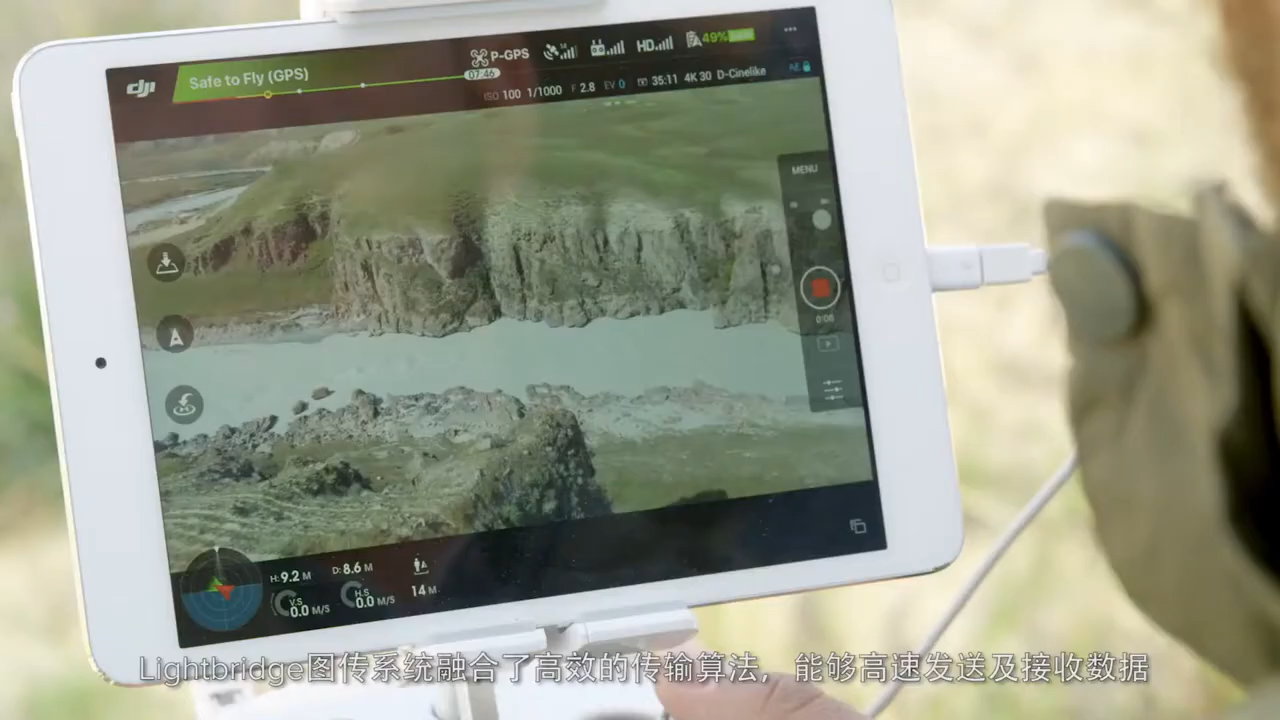 dji Safe to Fly (GPS) P-GPS HD 49%
07:46 ISO 100 1/1000 F 2.8 EV 0 35:11 4K 30 D-Cinelike
MENU
0:06
A
H: 9.2 M D: 8.6 M
V.S 0.0 M/S H.S 0.0 M/S 14 M
Lightbridge图传系统融合了高效的传输算法，能够高速发送及接收数据